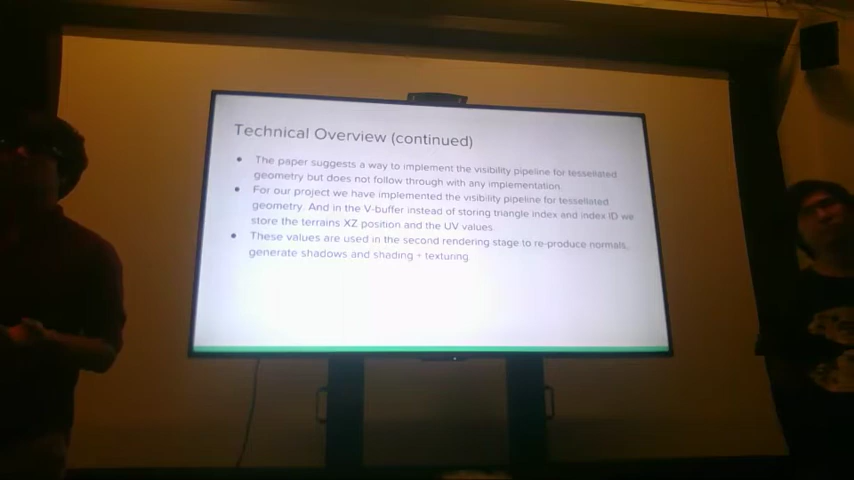 Technical Overview (continued)
● The paper suggests a way to implement the visibility pipeline for tessellated
geometry but does not follow through with any implementation.
● For our project we have implemented the visibility pipeline for tessellated
geometry. And in the V-buffer instead of storing triangle index and index ID we
store the terrains XZ position and the UV values.
● These values are used in the second rendering stage to re-produce normals,
generate shadows and shading + texturing